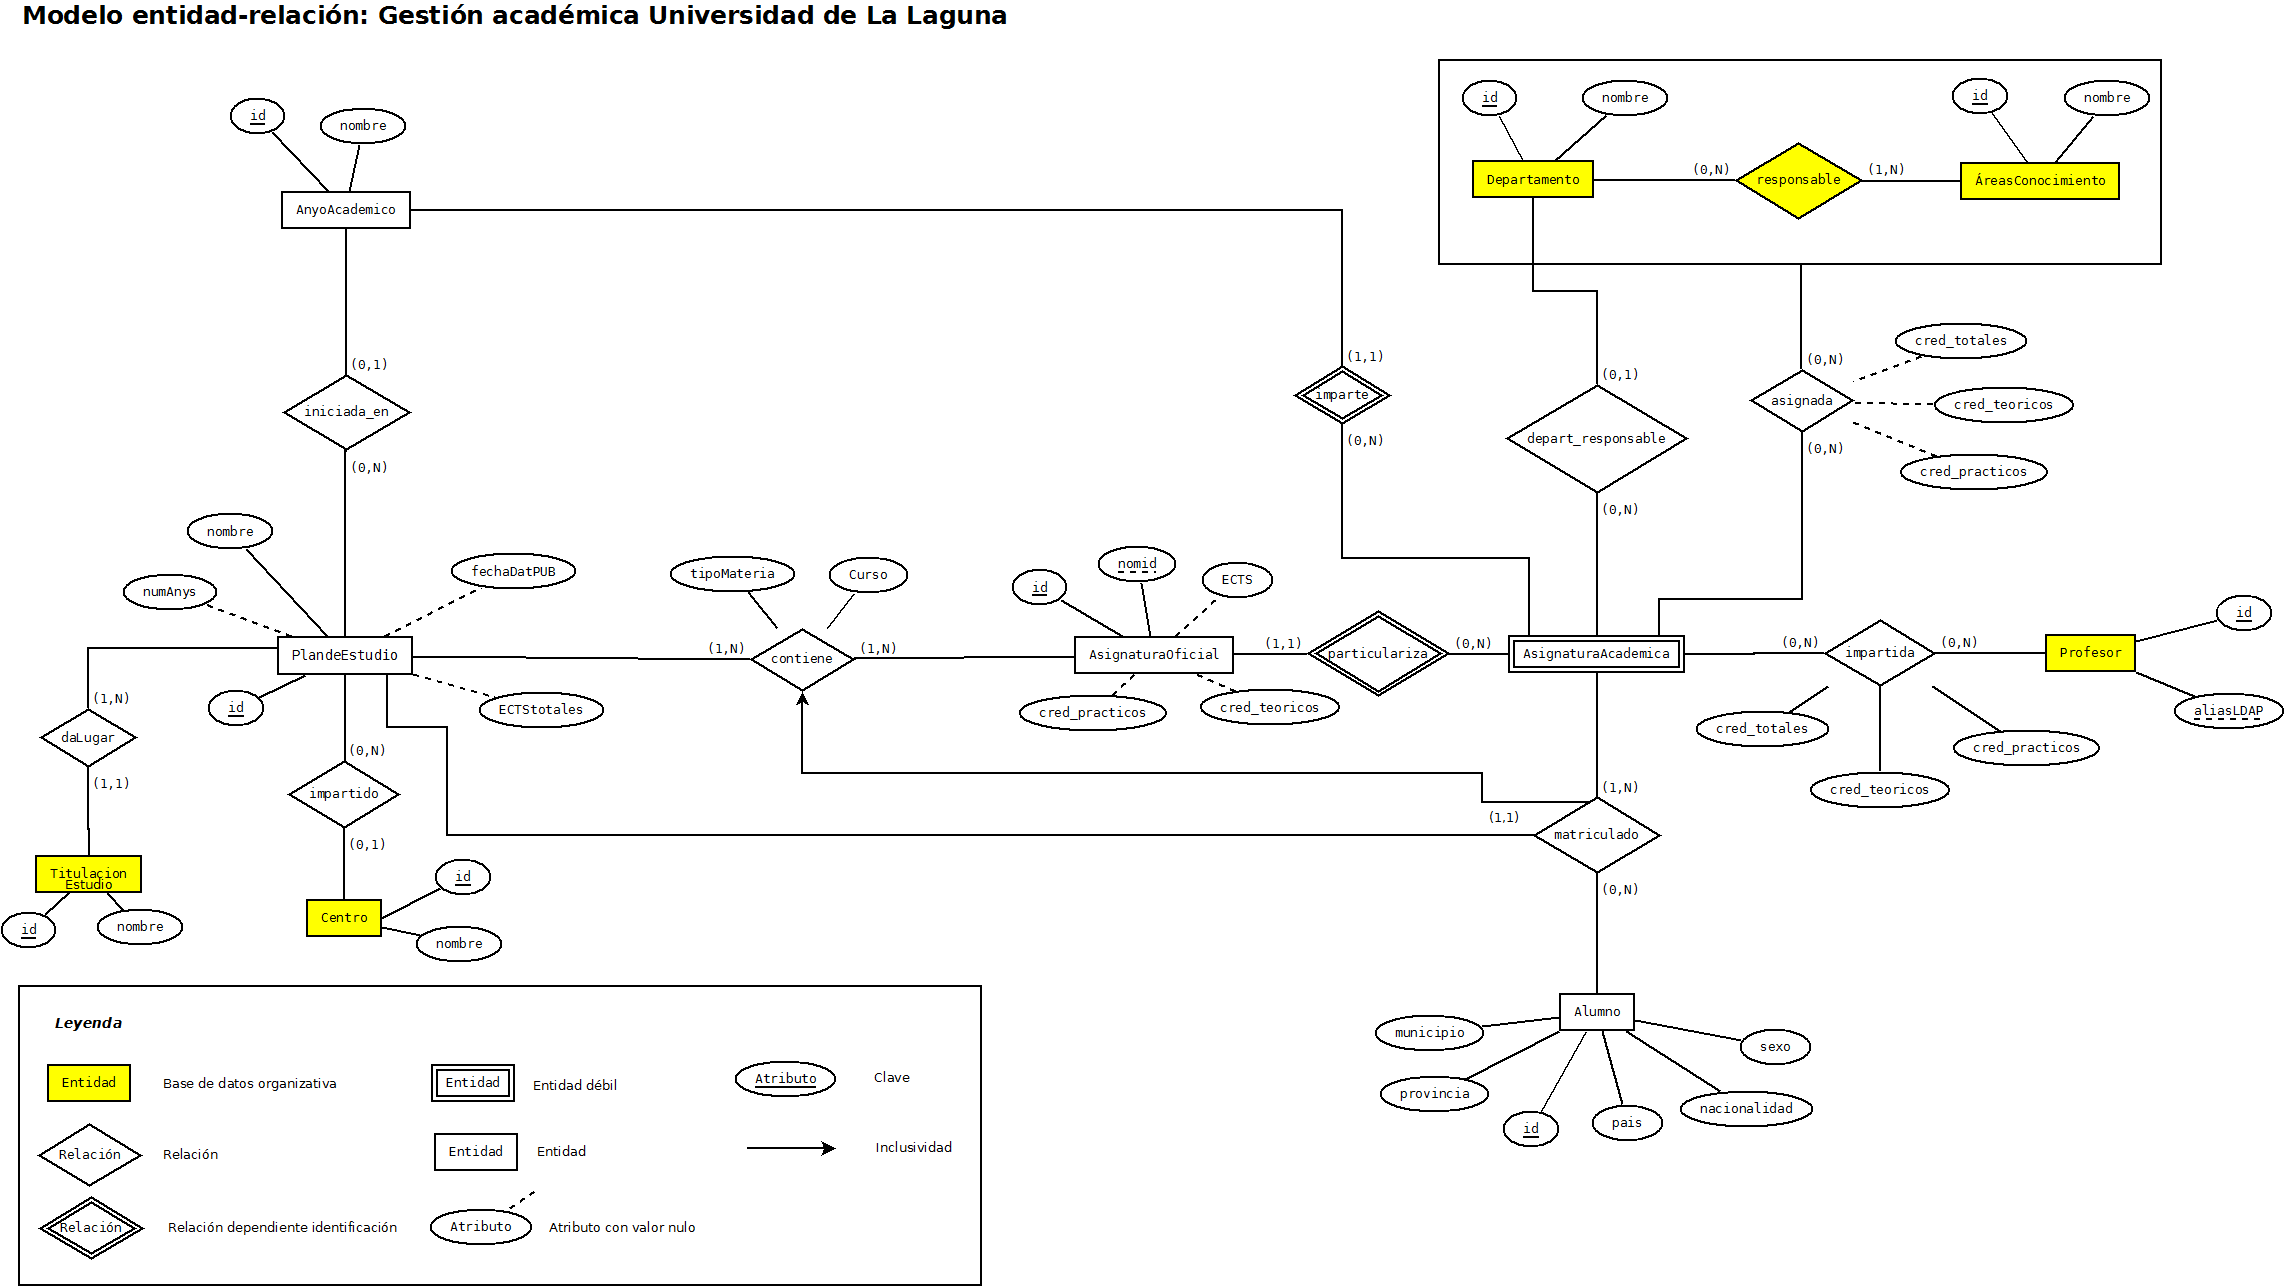 Modelo entidad-relación: Gestión académica Universidad de La Laguna
id
nombre
AnyoAcademico
id
nombre
id
nombre
Departamento
(0,N)
responsable
(1,N)
ÁreasConocimiento
(0,1)
iniciada_en
(0,N)
(1,1)
imparte
(0,N)
(0,1)
depart_responsable
(0,N)
(0,N)
asignada
(0,N)
cred_totales
cred_teoricos
cred_practicos
nombre
numAnys
fechaDatPUB
PlandeEstudio
id
ECTStotales
(1,N)
tipoMateria
Curso
contiene
(1,N)
id
nomid
ECTS
AsignaturaOficial
cred_practicos
cred_teoricos
(1,1)
particulariza
(0,N)
AsignaturaAcademica
(0,N)
impartida
(0,N)
Profesor
id
aliasLDAP
cred_totales
cred_teoricos
cred_practicos
(1,N)
daLugar
(1,1)
Titulacion
Estudio
id
nombre
(0,N)
impartido
(0,1)
Centro
id
nombre
(1,N)
(1,1)
matriculado
(0,N)
Alumno
municipio
provincia
id
pais
nacionalidad
sexo
Leyenda
Entidad
Base de datos organizativa
Entidad
Entidad débil
Atributo
Clave
Relación
Relación
Entidad
Entidad
Inclusividad
Relación
Relación dependiente identificación
Atributo
Atributo con valor nulo